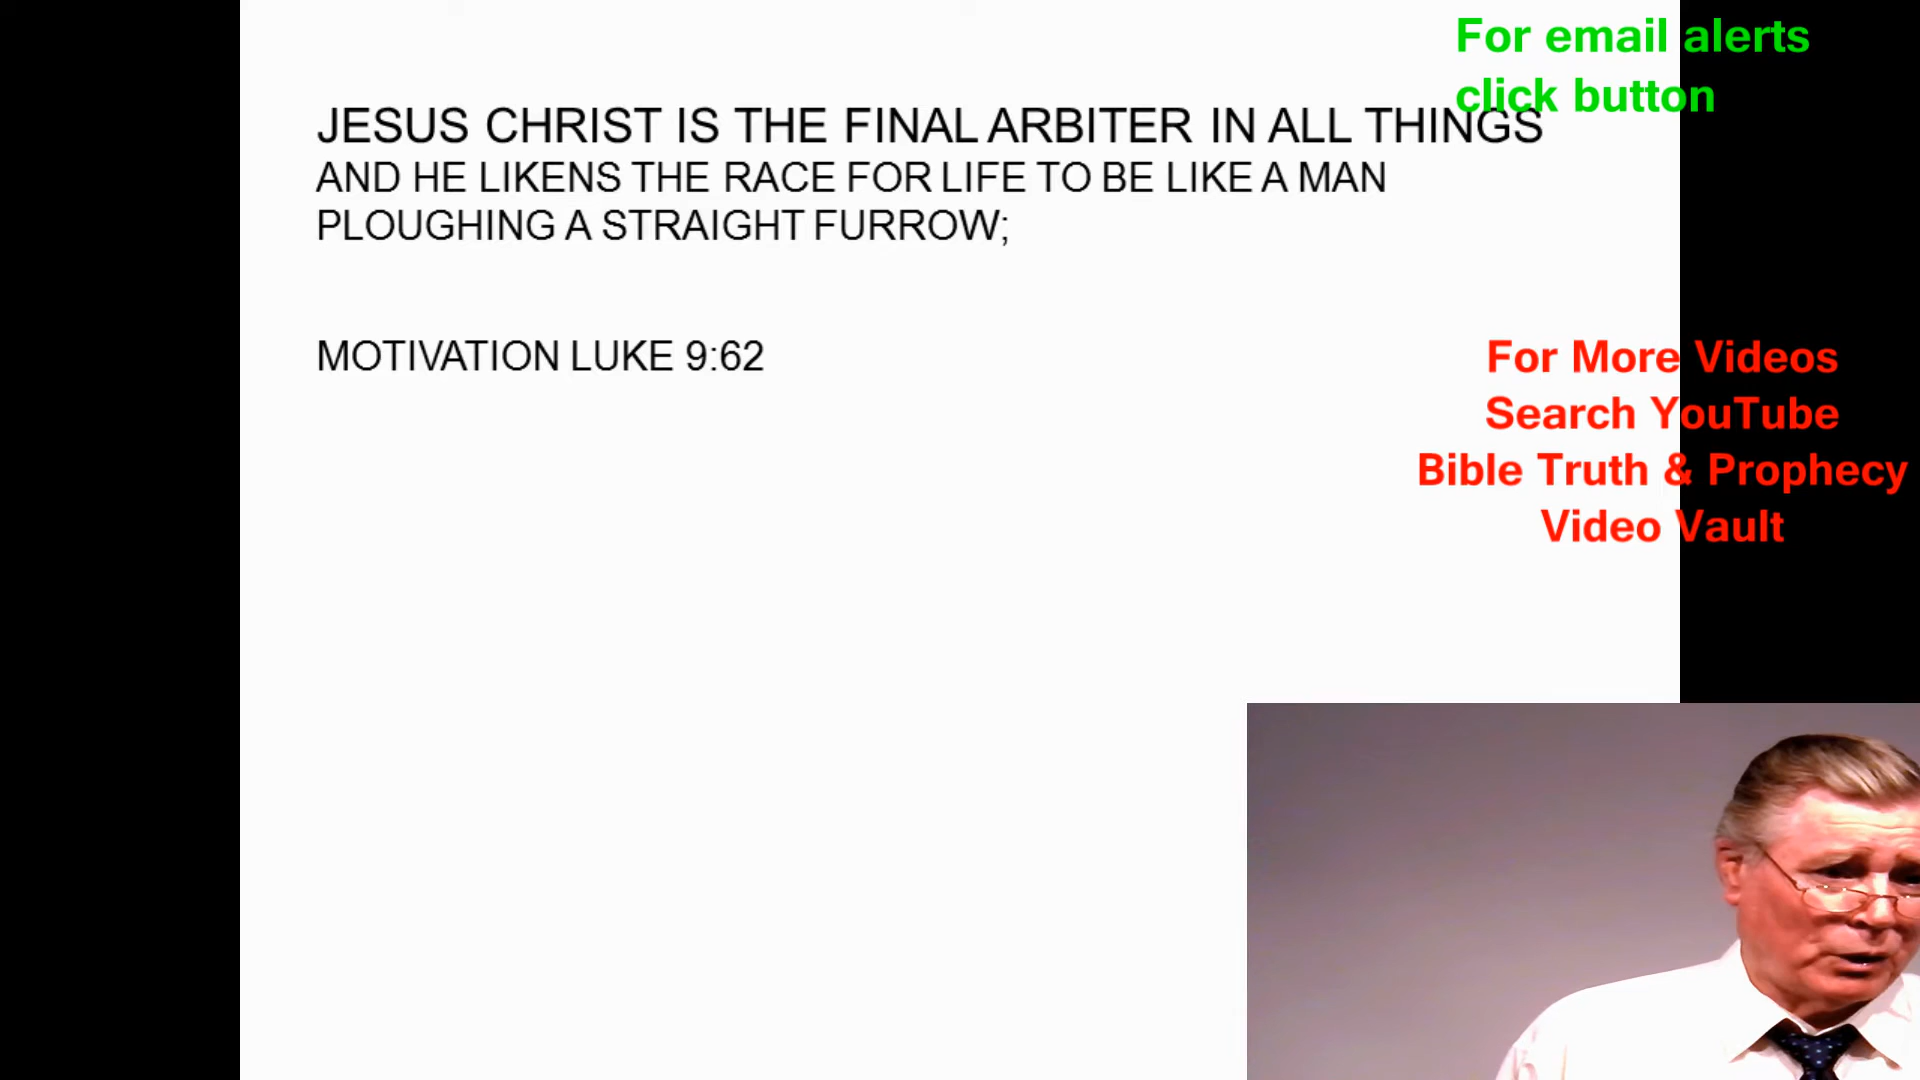 For email alerts
click button
JESUS CHRIST IS THE FINAL ARBITER IN ALL THINGS
AND HE LIKENS THE RACE FOR LIFE TO BE LIKE A MAN
PLOUGHING A STRAIGHT FURROW;
MOTIVATION LUKE 9:62
For More Videos
Search YouTube
Bible Truth & Prophecy
Video Vault